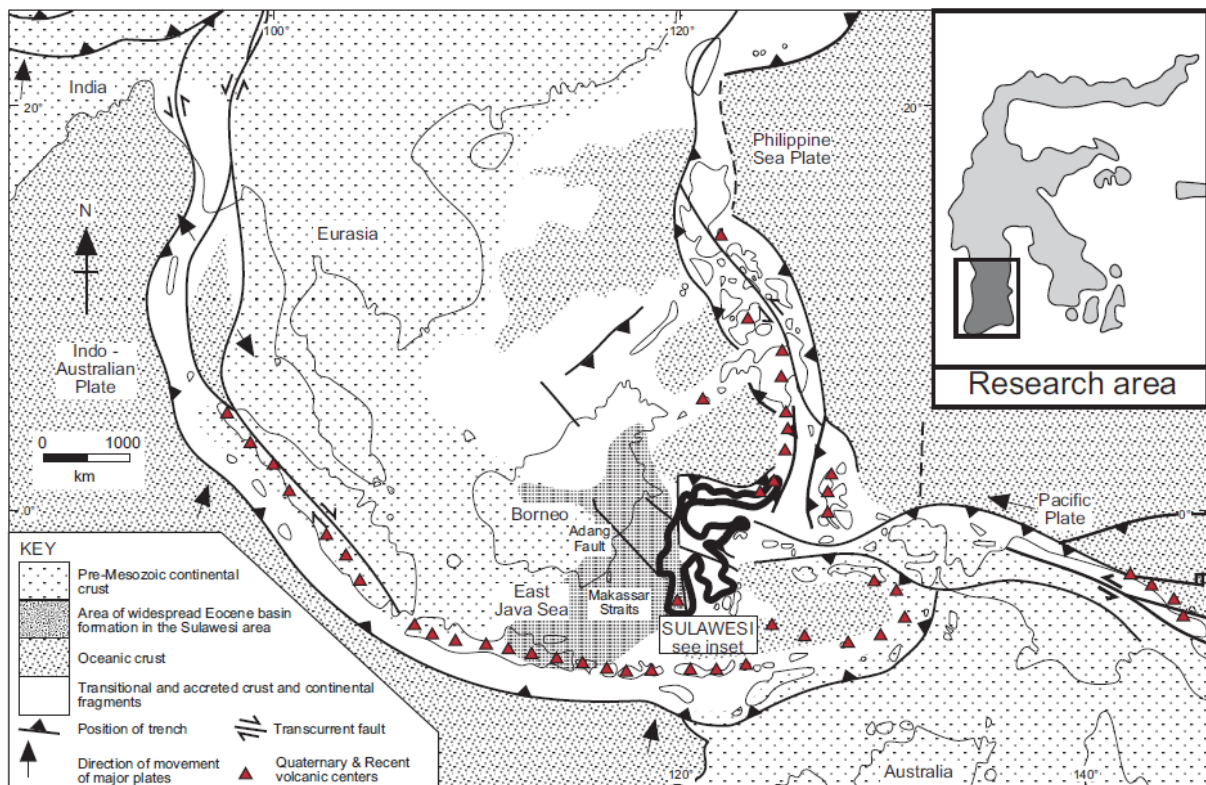 100°
120°
India
20°
20°
Philippine
Sea Plate
N
Eurasia
Indo -
Australian
Plate
Research area
0
1000
km
Pacific
Plate
0°
0°
Borneo
Adang
Fault
KEY
Pre-Mesozoic continental
crust
East
Java Sea
Makassar
Straits
Area of widespread Eocene basin
formation in the Sulawesi area
SULAWESI
see inset
Oceanic crust
Transitional and accreted crust and continental
fragments
Position of trench
Transcurrent fault
Direction of movement
of major plates
Quaternary & Recent
volcanic centers
120°
Australia
140°